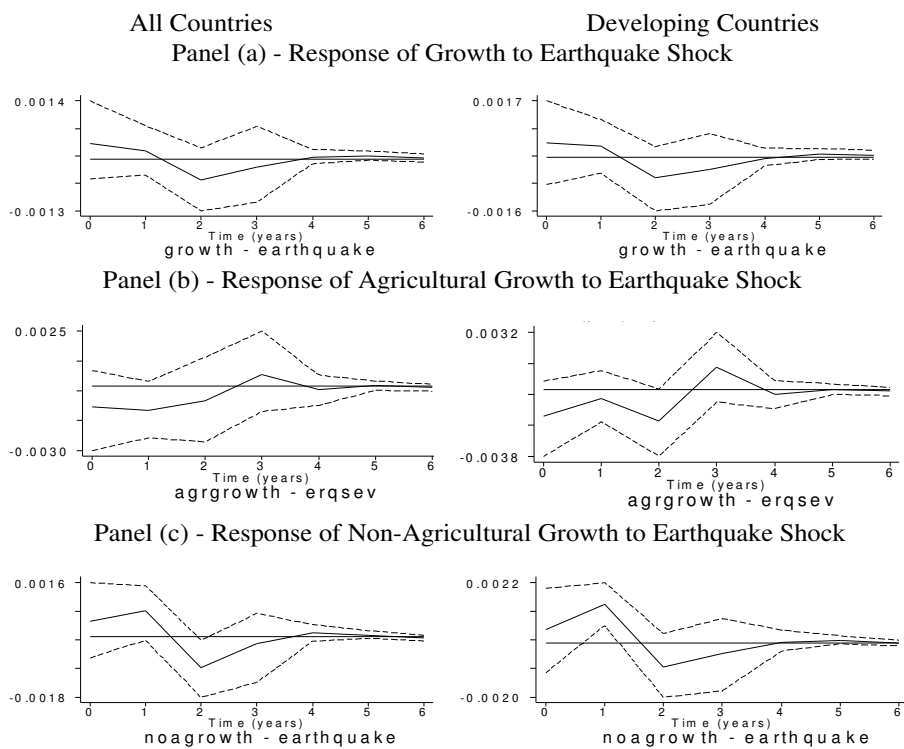 All Countries Developing Countries
Panel (a) - Response of Growth to Earthquake Shock
0.0014
-0.0013
0 1 2 3 4 5 6
Time (years)
growth - earthquake
0.0017
-0.0016
0 1 2 3 4 5 6
Time (years)
growth - earthquake
Panel (b) - Response of Agricultural Growth to Earthquake Shock
0.0025
-0.0030
0 1 2 3 4 5 6
Time (years)
agrgrowth - erqsev
0.0032
-0.0038
0 1 2 3 4 5 6
Time (years)
agrgrowth - erqsev
Panel (c) - Response of Non-Agricultural Growth to Earthquake Shock
0.0016
-0.0018
0 1 2 3 4 5 6
Time (years)
noagrowth - earthquake
0.0022
-0.0020
0 1 2 3 4 5 6
Time (years)
noagrowth - earthquake